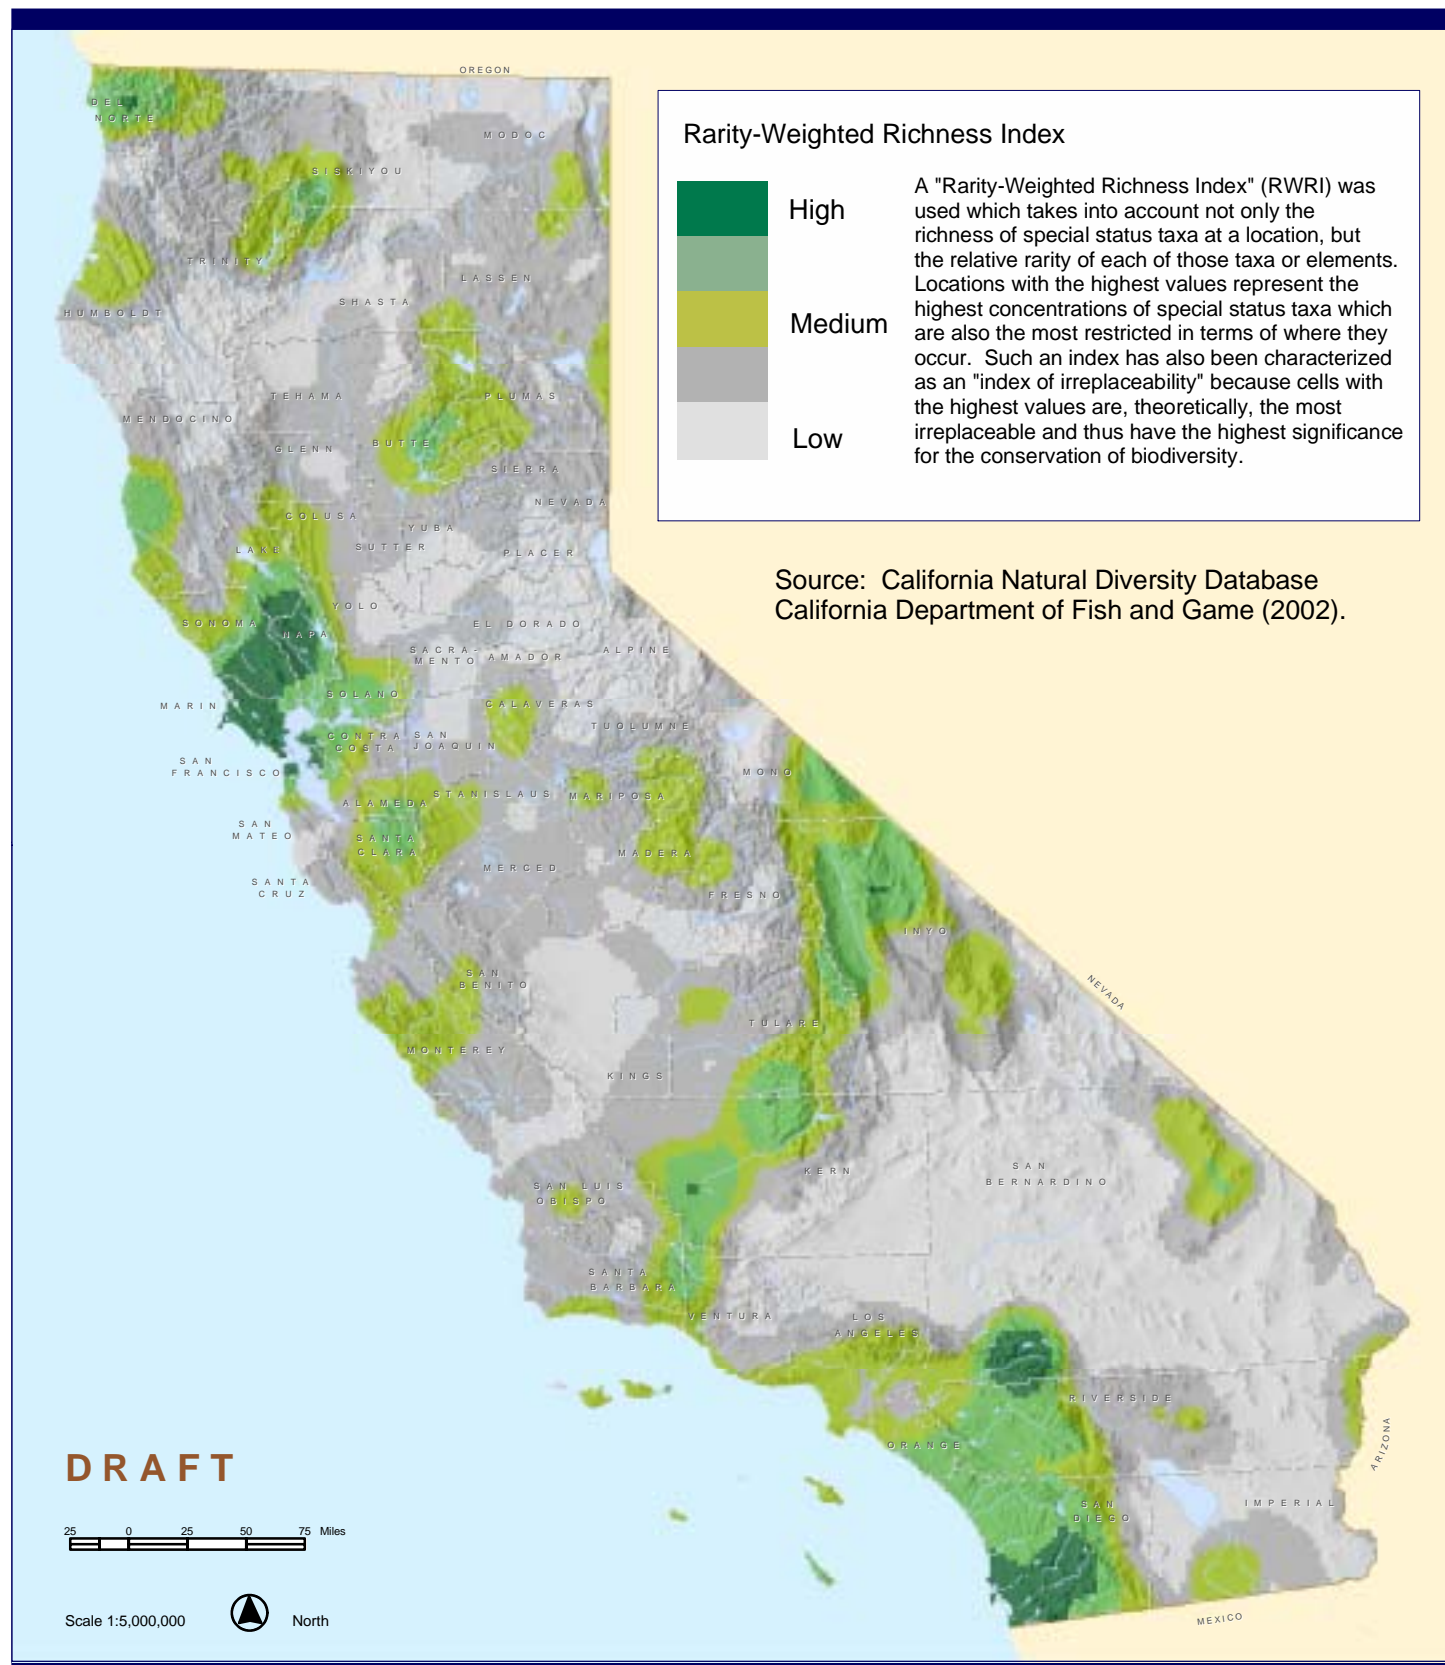 OREGON
Rarity-Weighted Richness Index
High
Medium
Low
A "Rarity-Weighted Richness Index" (RWRI) was
used which takes into account not only the
richness of special status taxa at a location, but
the relative rarity of each of those taxa or elements.
Locations with the highest values represent the
highest concentrations of special status taxa which
are also the most restricted in terms of where they
occur. Such an index has also been characterized
as an "index of irreplaceability" because cells with
the highest values are, theoretically, the most
irreplaceable and thus have the highest significance
for the conservation of biodiversity.
Source: California Natural Diversity Database
California Department of Fish and Game (2002).
DEL
NORTE
MODOC
SISKIYOU
TRINITY
LASSEN
SHASTA
HUMBOLDT
TEHAMA
PLUMAS
MENDOCINO
BUTTE
GLENN
SIERRA
NEVADA
COLUSA
YUBA
SUTTER
LAKE
PLACER
YOLO
SONOMA
NAPA
EL DORADO
SACRA-
MENTO
AMADOR
ALPINE
SOLANO
MARIN
CALAVERAS
TUOLUMNE
CONTRA
COSTA
SAN
JOAQUIN
SAN
FRANCISCO
MONO
ALAMEDA
STANISLAUS
MARIPOSA
SAN
MATEO
SANTA
CLARA
MADERA
MERCED
SANTA
CRUZ
FRESNO
INYO
SAN
BENITO
NEVADA
TULARE
MONTEREY
KINGS
KERN
SAN
BERNARDINO
SAN LUIS
OBISPO
SANTA
BARBARA
VENTURA
LOS
ANGELES
RIVERSIDE
ORANGE
ARIZONA
SAN
DIEGO
IMPERIAL
MEXICO
DRAFT
25 0 25 50 75 Miles
Scale 1:5,000,000
North